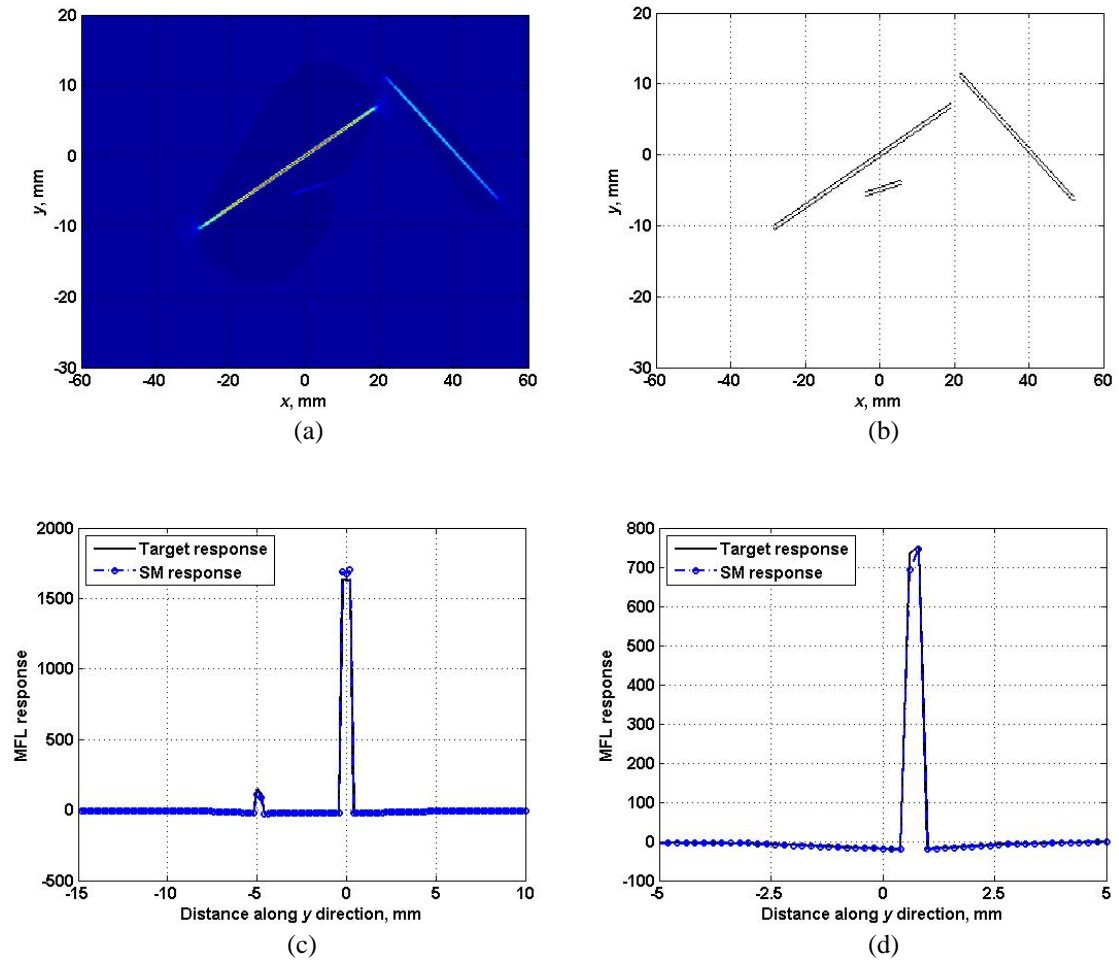 20
10
0
-10
-20
-30
-60 -40 -20 0 20 40 60
y, mm
x, mm
(a)
20
10
0
-10
-20
-30
-60 -40 -20 0 20 40 60
y, mm
x, mm
(b)
2000
1500
1000
500
0
-500
-15 -10 -5 0 5 10
MFL response
Target response
SM response
Distance along y direction, mm
(c)
800
700
600
500
400
300
200
100
0
-100
-5 -2.5 0 2.5 5
MFL response
Target response
SM response
Distance along y direction, mm
(d)